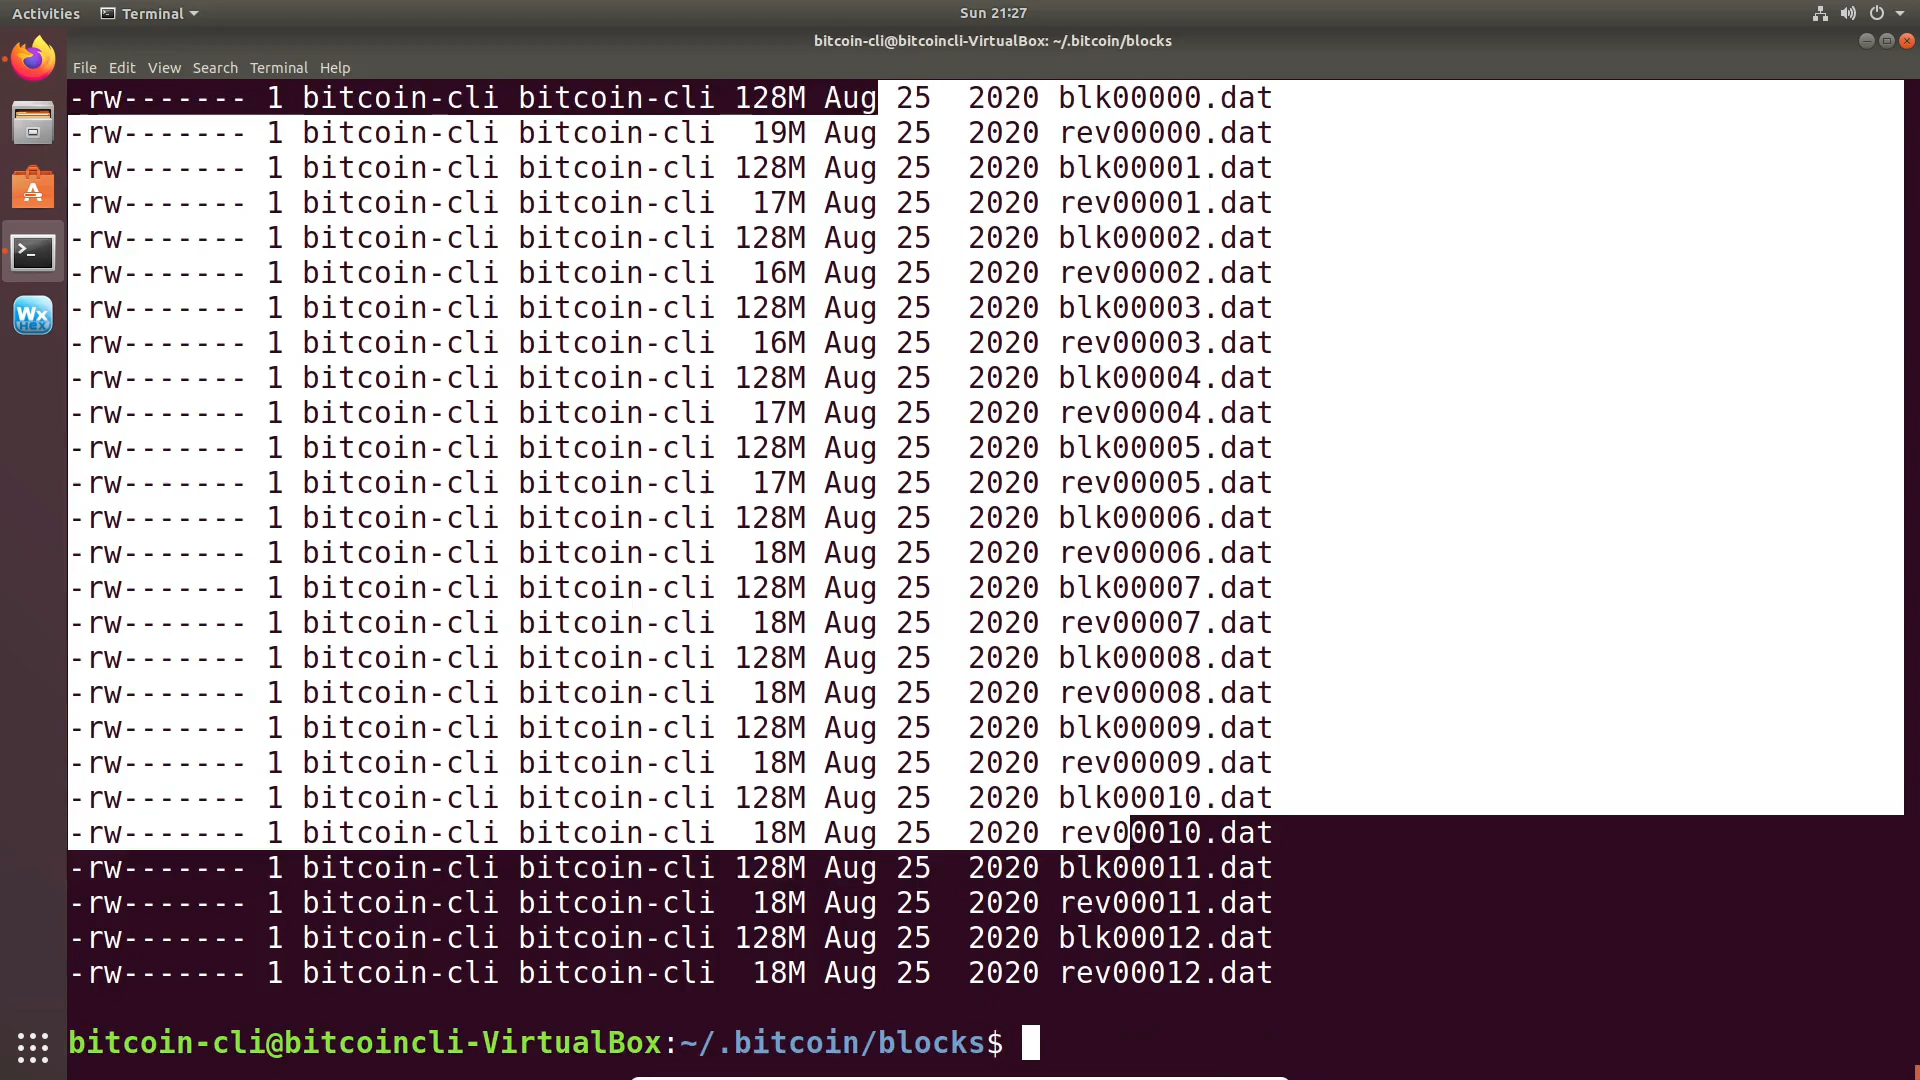 Activities Terminal Sun 21:27
bitcoin-cli@bitcoincli-VirtualBox: ~/.bitcoin/blocks
File Edit View Search Terminal Help
-rw------- 1 bitcoin-cli bitcoin-cli 128M Aug 25  2020 blk00000.dat
-rw------- 1 bitcoin-cli bitcoin-cli  19M Aug 25  2020 rev00000.dat
-rw------- 1 bitcoin-cli bitcoin-cli 128M Aug 25  2020 blk00001.dat
-rw------- 1 bitcoin-cli bitcoin-cli  17M Aug 25  2020 rev00001.dat
-rw------- 1 bitcoin-cli bitcoin-cli 128M Aug 25  2020 blk00002.dat
-rw------- 1 bitcoin-cli bitcoin-cli  16M Aug 25  2020 rev00002.dat
-rw------- 1 bitcoin-cli bitcoin-cli 128M Aug 25  2020 blk00003.dat
-rw------- 1 bitcoin-cli bitcoin-cli  16M Aug 25  2020 rev00003.dat
-rw------- 1 bitcoin-cli bitcoin-cli 128M Aug 25  2020 blk00004.dat
-rw------- 1 bitcoin-cli bitcoin-cli  17M Aug 25  2020 rev00004.dat
-rw------- 1 bitcoin-cli bitcoin-cli 128M Aug 25  2020 blk00005.dat
-rw------- 1 bitcoin-cli bitcoin-cli  17M Aug 25  2020 rev00005.dat
-rw------- 1 bitcoin-cli bitcoin-cli 128M Aug 25  2020 blk00006.dat
-rw------- 1 bitcoin-cli bitcoin-cli  18M Aug 25  2020 rev00006.dat
-rw------- 1 bitcoin-cli bitcoin-cli 128M Aug 25  2020 blk00007.dat
-rw------- 1 bitcoin-cli bitcoin-cli  18M Aug 25  2020 rev00007.dat
-rw------- 1 bitcoin-cli bitcoin-cli 128M Aug 25  2020 blk00008.dat
-rw------- 1 bitcoin-cli bitcoin-cli  18M Aug 25  2020 rev00008.dat
-rw------- 1 bitcoin-cli bitcoin-cli 128M Aug 25  2020 blk00009.dat
-rw------- 1 bitcoin-cli bitcoin-cli  18M Aug 25  2020 rev00009.dat
-rw------- 1 bitcoin-cli bitcoin-cli 128M Aug 25  2020 blk00010.dat
-rw------- 1 bitcoin-cli bitcoin-cli  18M Aug 25  2020 rev00010.dat
-rw------- 1 bitcoin-cli bitcoin-cli 128M Aug 25  2020 blk00011.dat
-rw------- 1 bitcoin-cli bitcoin-cli  18M Aug 25  2020 rev00011.dat
-rw------- 1 bitcoin-cli bitcoin-cli 128M Aug 25  2020 blk00012.dat
-rw------- 1 bitcoin-cli bitcoin-cli  18M Aug 25  2020 rev00012.dat
bitcoin-cli@bitcoincli-VirtualBox:~/.bitcoin/blocks$
Wx
HEX